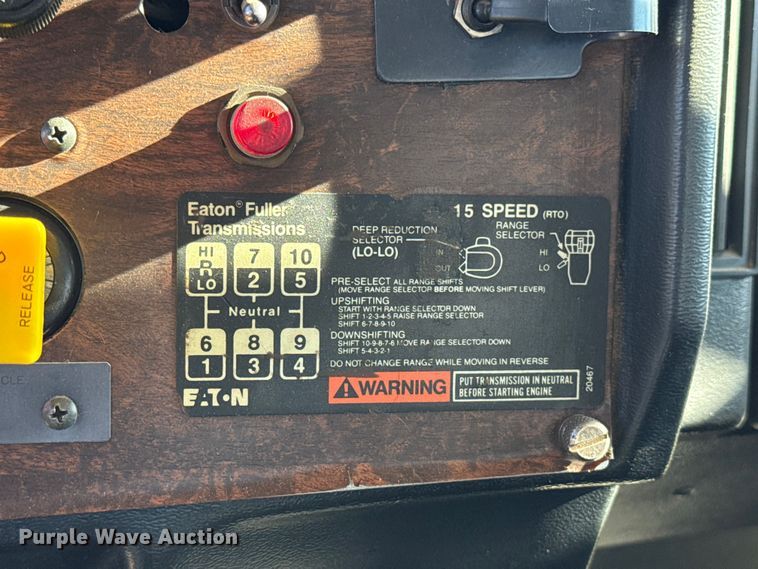 Eaton® Fuller
Transmissions
15 SPEED (RTO)
DEEP REDUCTION
SELECTOR
(LO-LO)
IN
OUT
RANGE
SELECTOR
HI
LO
HI 7 10
R
LO 2 5
Neutral
6 8 9
1 3 4
PRE-SELECT ALL RANGE SHIFTS
(MOVE RANGE SELECTOR BEFORE MOVING SHIFT LEVER)
UPSHIFTING
START WITH RANGE SELECTOR DOWN
SHIFT 1-2-3-4-5 RAISE RANGE SELECTOR
SHIFT 6-7-8-9-10
DOWNSHIFTING
SHIFT 10-9-8-7-6 MOVE RANGE SELECTOR DOWN
SHIFT 5-4-3-2-1
DO NOT CHANGE RANGE WHILE MOVING IN REVERSE
WARNING
PUT TRANSMISSION IN NEUTRAL
BEFORE STARTING ENGINE
20467
EATON
RELEASE
Purple Wave Auction